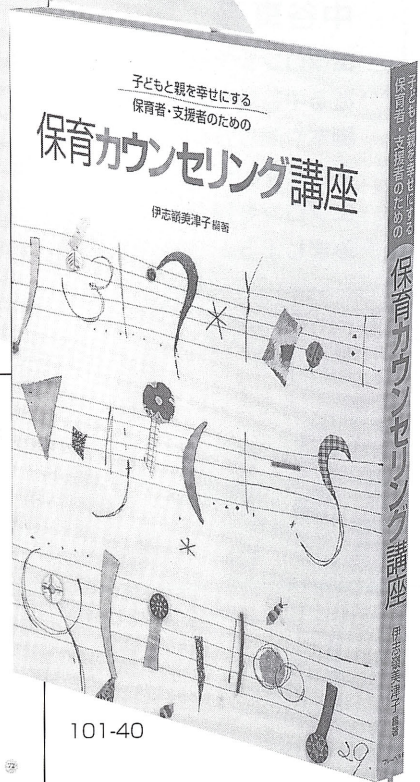 子どもと親を幸せにする
保育者・支援者のための
保育カウンセリング講座
伊志嶺美津子 編著
子どもと親を幸せにする
保育者・支援者のための
保育カウンセリング講座
伊志嶺美津子 編著
29.
101-40